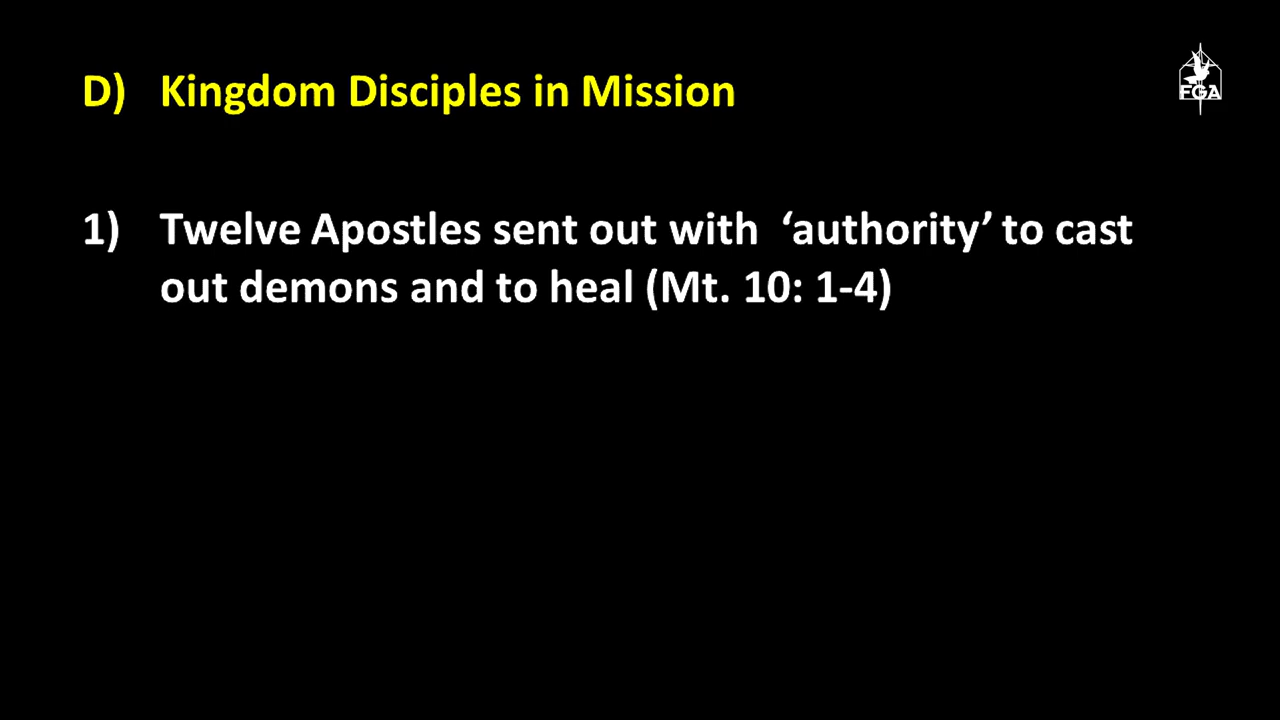 D) Kingdom Disciples in Mission
FGA
1) Twelve Apostles sent out with ‘authority’ to cast
out demons and to heal (Mt. 10: 1-4)